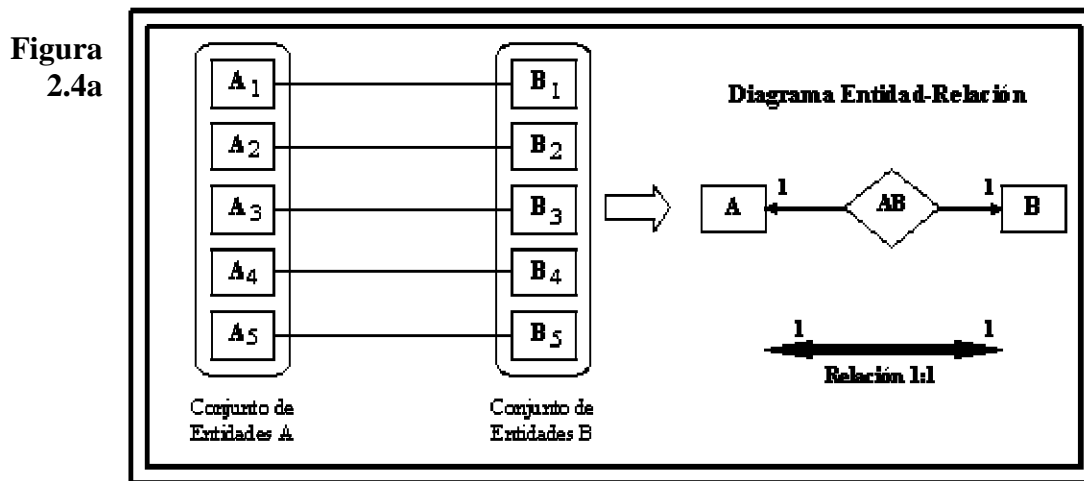 Figura
2.4a
A1
B1
A2
B2
A3
B3
A4
B4
A5
B5
Conjunto de
Entidades A
Conjunto de
Entidades B
Diagrama Entidad-Relación
A
1
AB
1
B
1
1
Relación 1:1